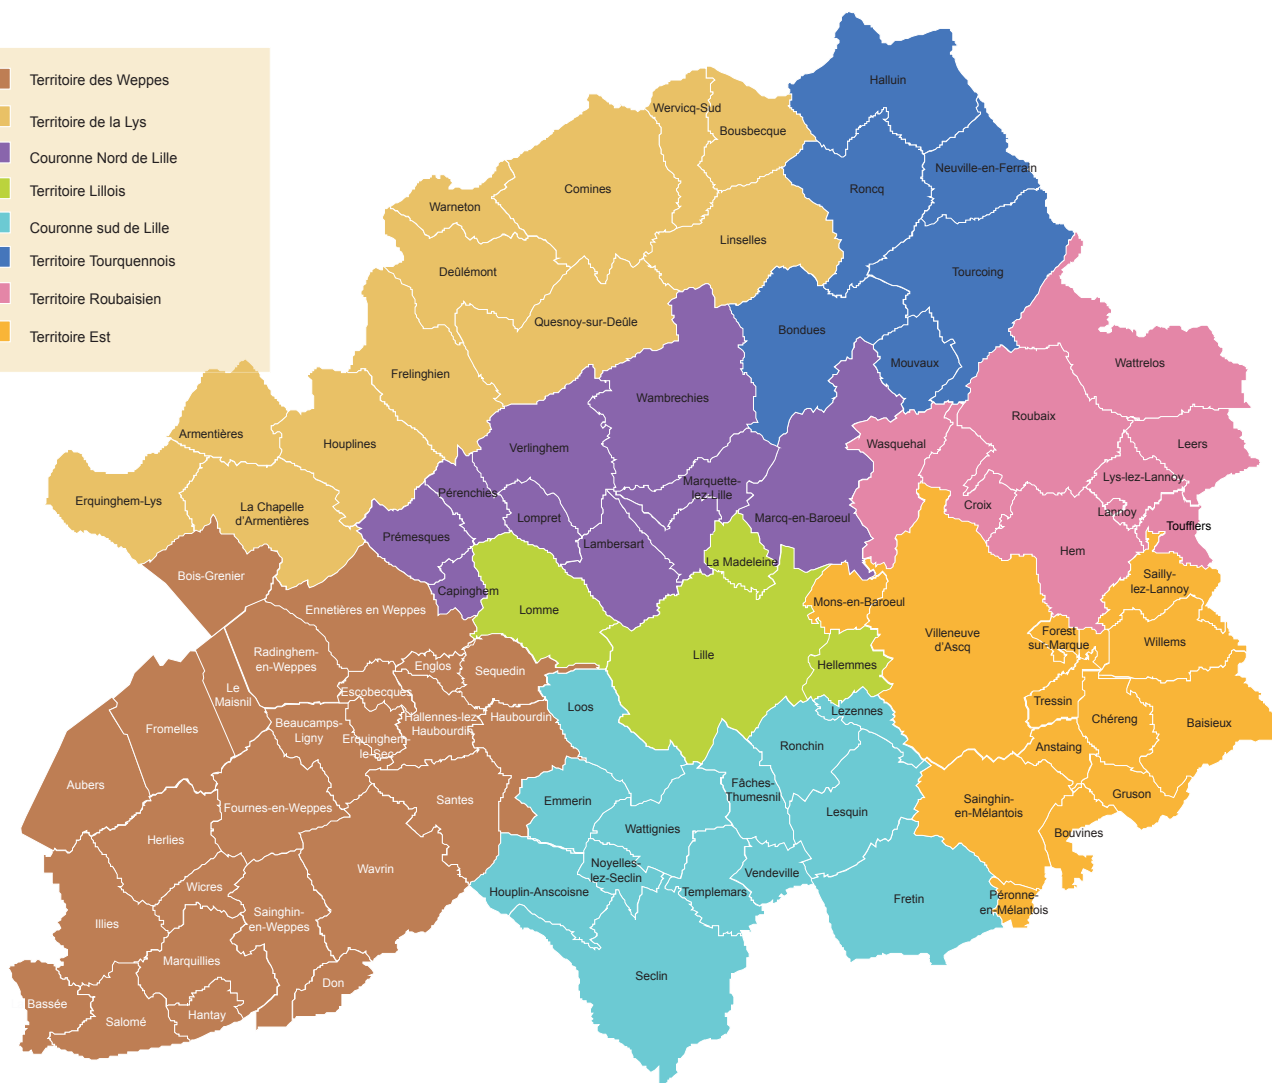 Territoire des Weppes
Territoire de la Lys
Couronne Nord de Lille
Territoire Lillois
Couronne sud de Lille
Territoire Tourquennois
Territoire Roubaisien
Territoire Est
Halluin
Wervicq-Sud
Bousbecque
Neuville-en-Ferrain
Comines
Roncq
Warneton
Linselles
Deûlémont
Tourcoing
Quesnoy-sur-Deûle
Bondues
Mouvaux
Wattrelos
Frelinghien
Wambrechies
Roubaix
Armentières
Houplines
Verlinghem
Wasquehal
Leers
Erquinghem-Lys
La Chapelle
d'Armentières
Pérenchies
Marquette-
lez-Lille
Lys-lez-Lannoy
Lompret
Marcq-en-Baroeul
Croix
Lannoy
Toufflers
Prémesques
Lambersart
Hem
La Madeleine
Bois-Grenier
Capinghem
Sailly-
lez-Lannoy
Ennetières en Weppes
Lomme
Mons-en-Baroeul
Villeneuve
d'Ascq
Forest
sur-Marque
Willems
Radinghem-
en-Weppes
Englos
Sequedin
Lille
Hellemmes
Le
Maisnil
Escobecques
Tressin
Fromelles
Beaucamps-
Ligny
Erquinghem-
le-Sec
Hallennes-lez-
Haubourdin
Haubourdin
Loos
Lezennes
Chéreng
Baisieux
Ronchin
Anstaing
Aubers
Fournes-en-Weppes
Santes
Emmerin
Fâches-
Thumesnil
Lesquin
Sainghin-
en-Mélantois
Gruson
Herlies
Wattignies
Bouvines
Wavrin
Noyelles-
lez-Seclin
Vendeville
Wicres
Houplin-Anscoisne
Templemars
Fretin
Péronne-
en-Mélantois
Illies
Sainghin-
en-Weppes
Marquillies
Seclin
Don
Bassée
Salomé
Hantay